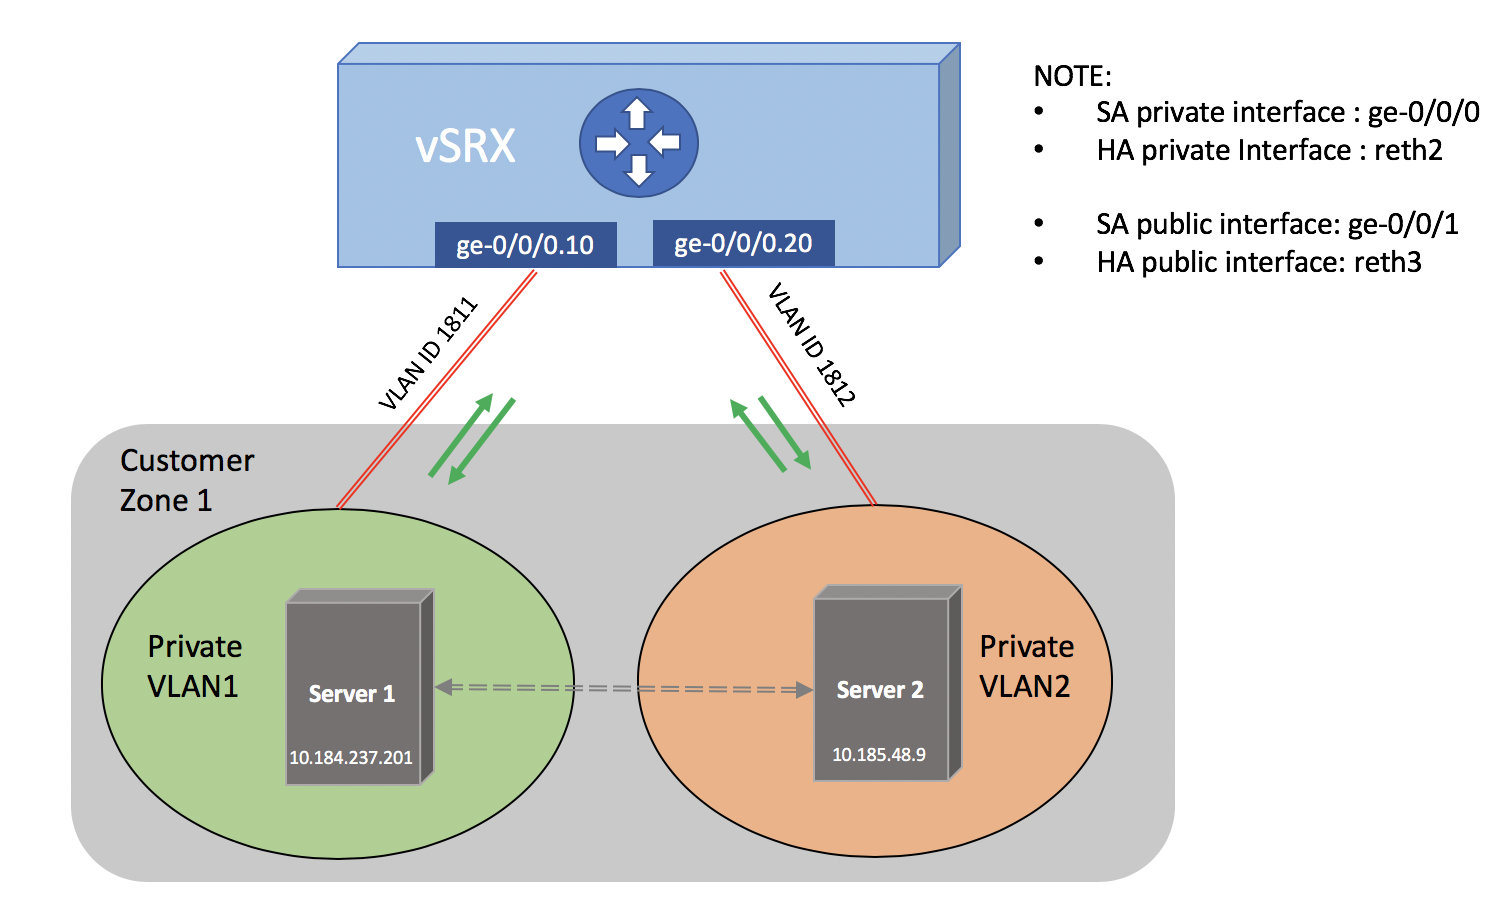 NOTE:
• SA private interface : ge-0/0/0
• HA private Interface : reth2
• SA public interface: ge-0/0/1
• HA public interface: reth3
vSRX
ge-0/0/0.10
ge-0/0/0.20
VLAN ID 1811
VLAN ID 1812
Customer
Zone 1
Private
VLAN1
Server 1
10.184.237.201
Server 2
10.185.48.9
Private
VLAN2